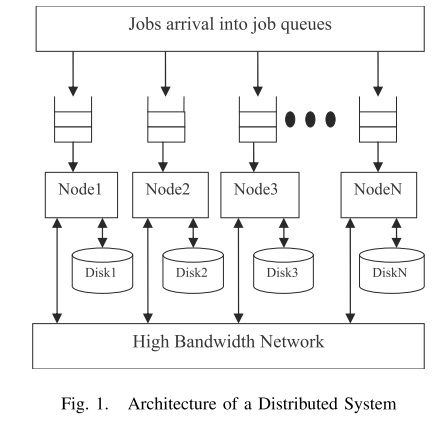 Jobs arrival into job queues
Node1 Node2 Node3 NodeN
Disk1 Disk2 Disk3 DiskN
High Bandwidth Network
Fig. 1. Architecture of a Distributed System